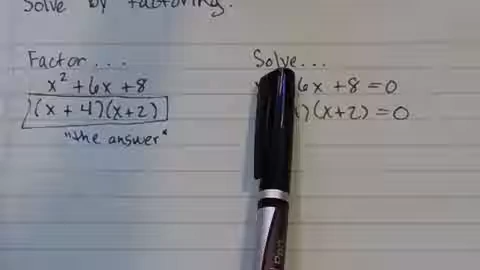 Solve by factoring.
Factor...
x² + 6x + 8
(x + 4)(x+2)
"the answer"
Solve...
6x + 8 = 0
)(x+2) = 0